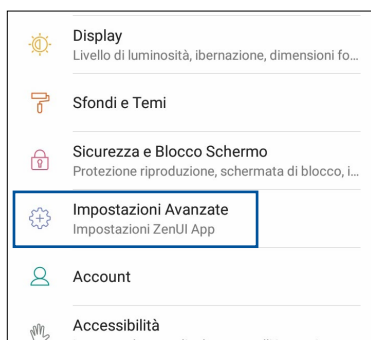 Display
Livello di luminosità, ibernazione, dimensioni fo...
Sfondi e Temi
Sicurezza e Blocco Schermo
Protezione riproduzione, schermata di blocco, i...
Impostazioni Avanzate
Impostazioni ZenUI App
Account
Accessibilità